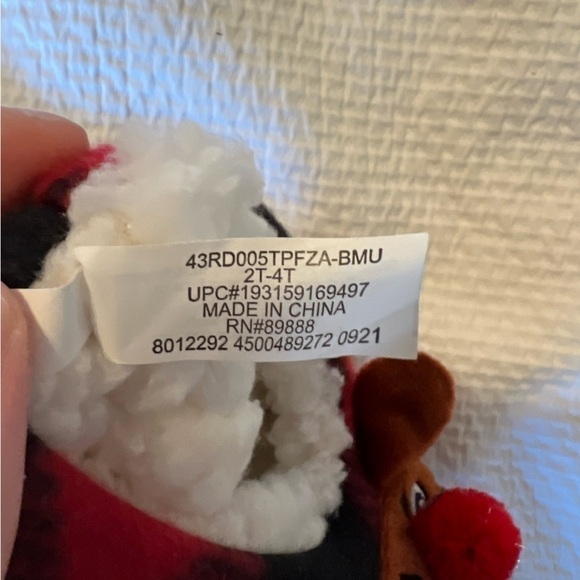 43RD005TPFZA-BMU
2T-4T
UPC#193159169497
MADE IN CHINA
RN#89888
8012292 4500489272 0921